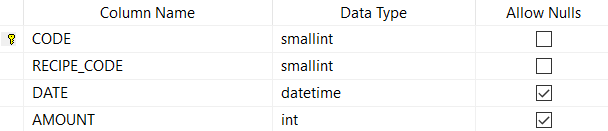 Column Name Data Type Allow Nulls
CODE smallint
RECIPE_CODE smallint
DATE datetime
AMOUNT int